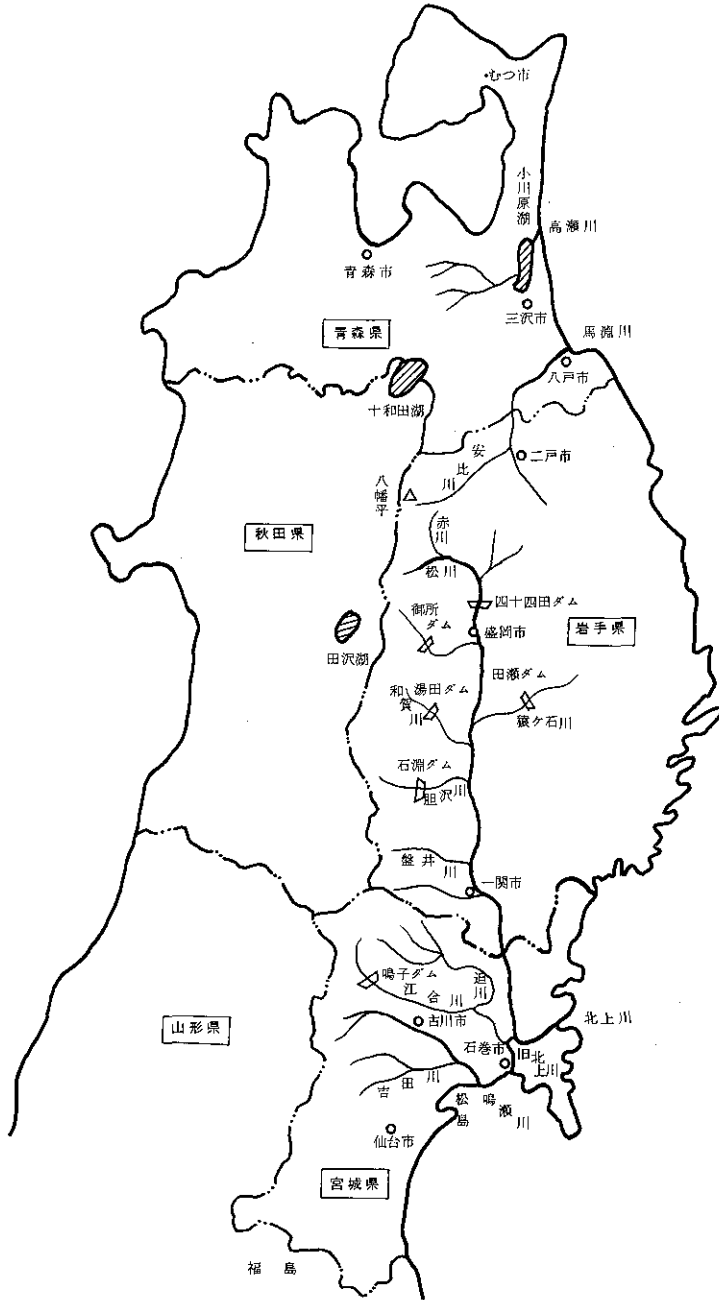 ・むつ市
小川原湖
高瀬川
青森市
三沢市
青森県
馬淵川
八戸市
十和田湖
安比川
二戸市
八幡平
赤川
秋田県
松川
四十四田ダム
御所ダム
盛岡市
岩手県
田沢湖
田瀬ダム
和賀川
湯田ダム
猿ケ石川
石淵ダム
胆沢川
盤井川
一関市
鳴子ダム
迫川
江合川
山形県
古川市
北上川
石巻市
旧北上川
吉田川
松島
鳴瀬川
仙台市
宮城県
福島